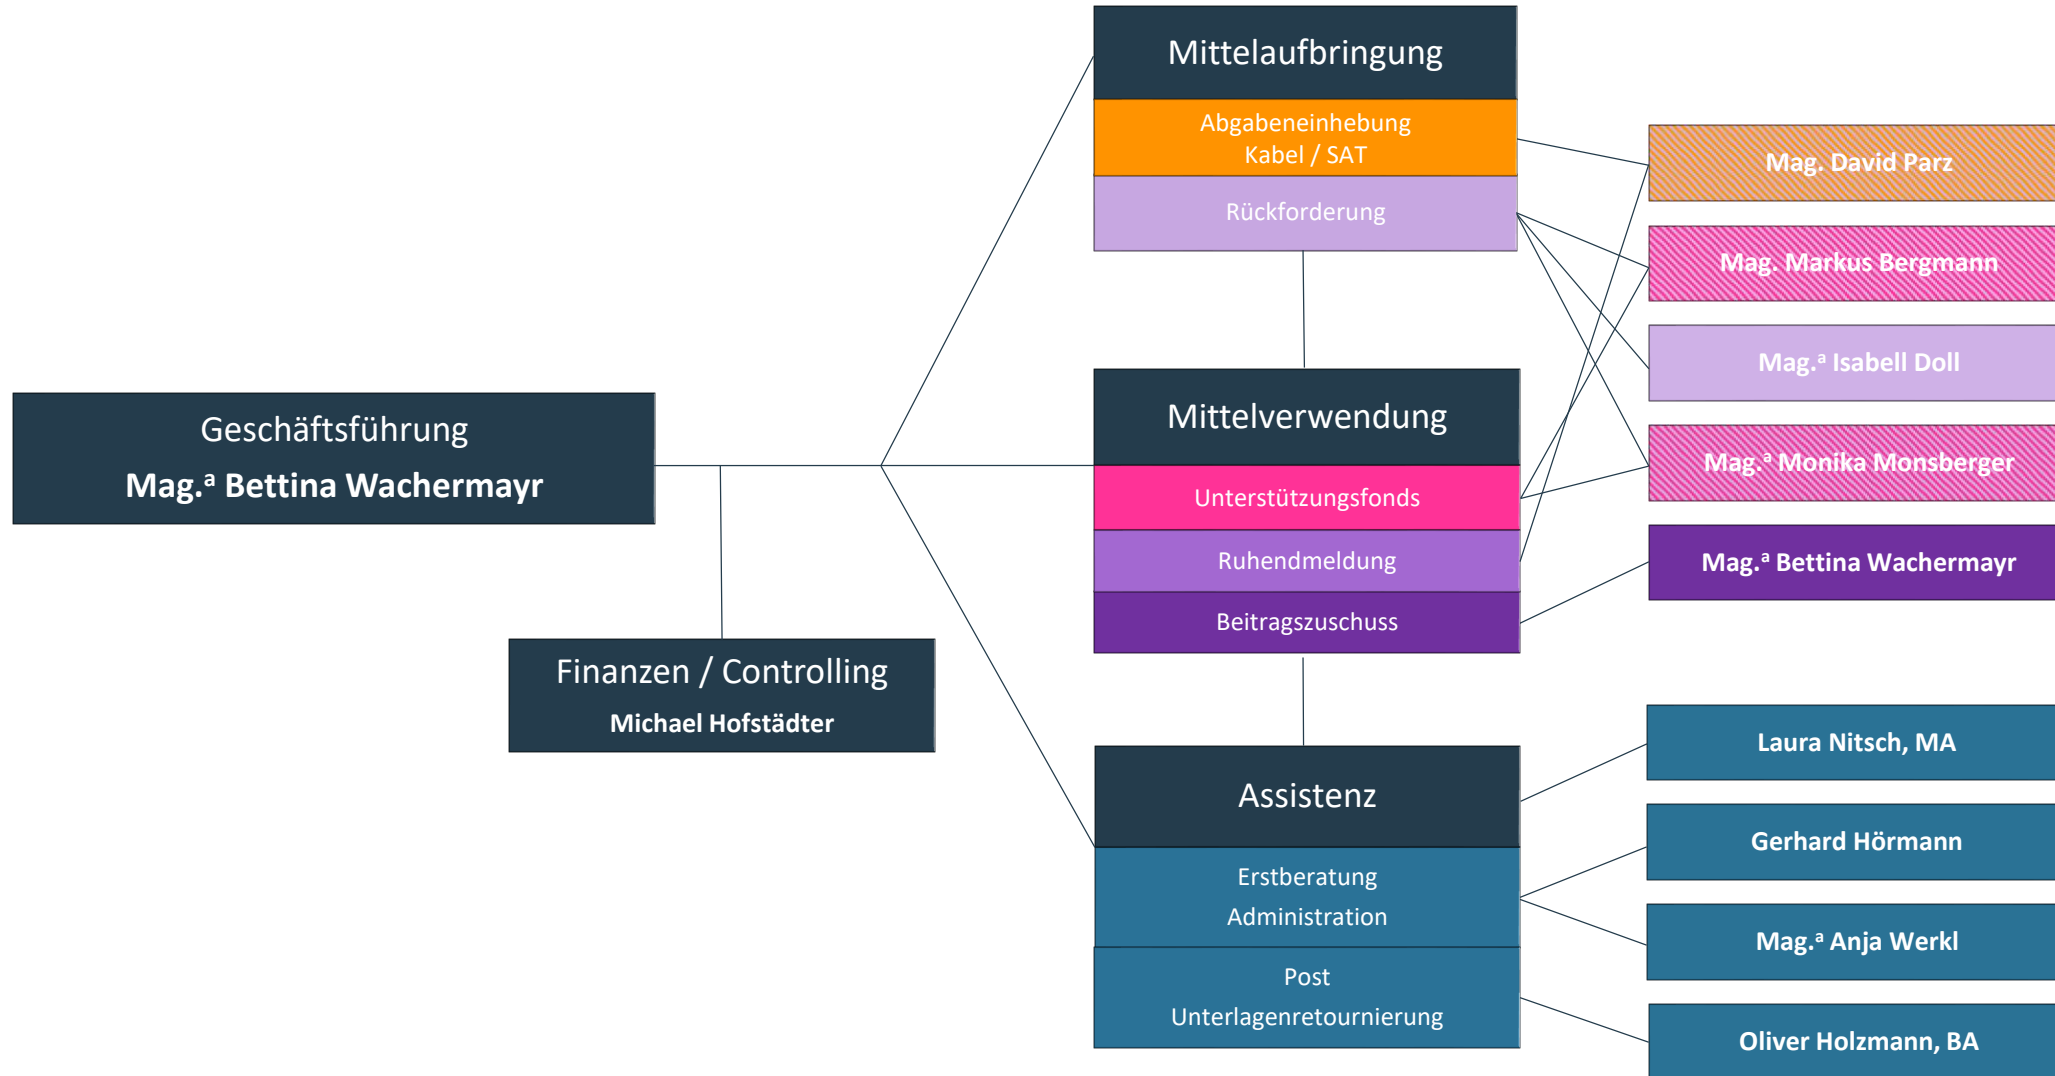 Geschäftsführung
Mag.ª Bettina Wachermayr
Finanzen / Controlling
Michael Hofstädter
Mittelaufbringung
Abgabeneinhebung
Kabel / SAT
Rückforderung
Mittelverwendung
Unterstützungsfonds
Ruhendmeldung
Beitragszuschuss
Assistenz
Erstberatung
Administration
Post
Unterlagenretournierung
Mag. David Parz
Mag. Markus Bergmann
Mag.ª Isabell Doll
Mag.ª Monika Monsberger
Mag.ª Bettina Wachermayr
Laura Nitsch, MA
Gerhard Hörmann
Mag.ª Anja Werkl
Oliver Holzmann, BA